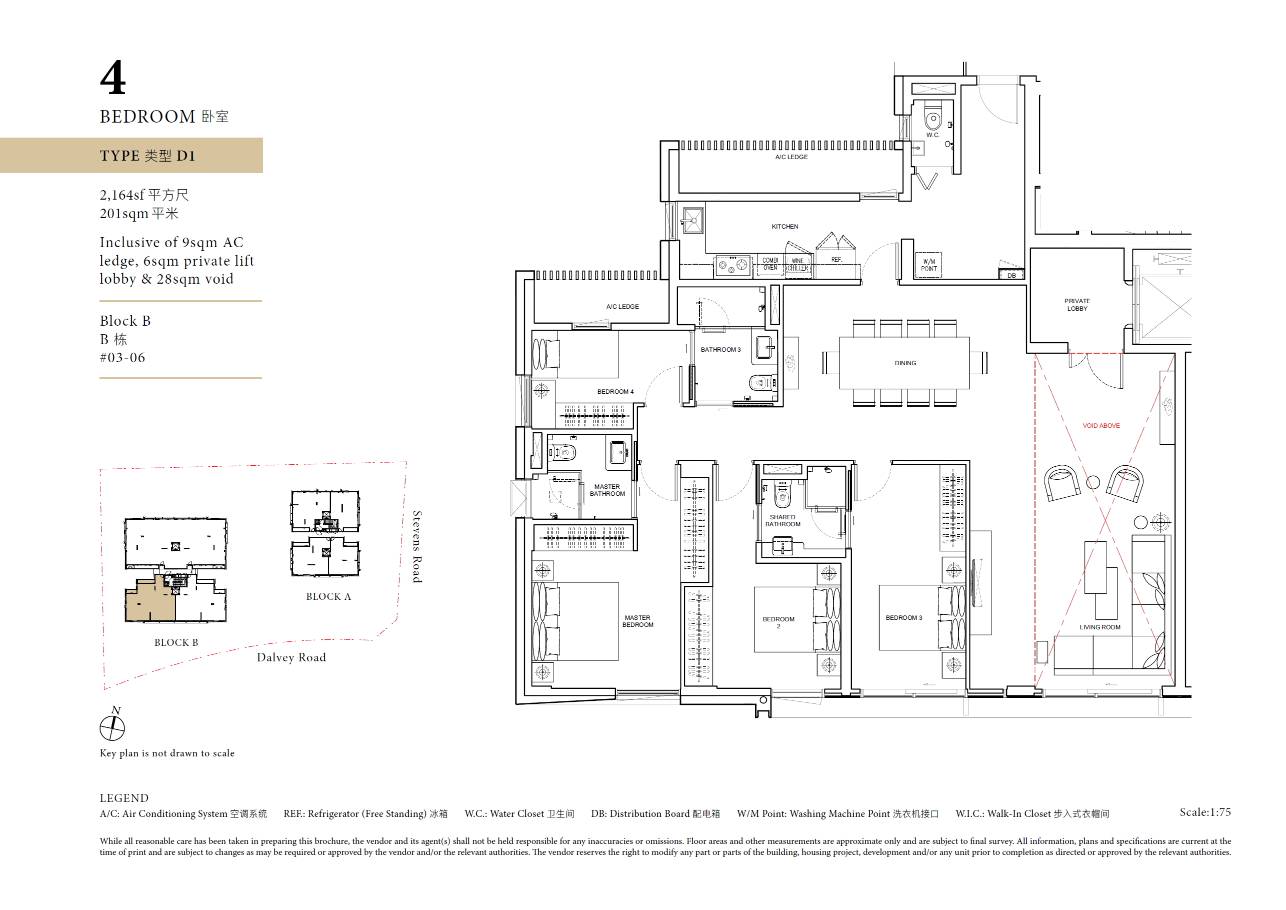 4
BEDROOM 卧室
TYPE 类型 D1
2,164sf 平方尺
201sqm 平米
Inclusive of 9sqm AC
ledge, 6sqm private lift
lobby & 28sqm void
Block B
B 栋
#03-06
W.C.
A/C LEDGE
KITCHEN
COMBI
OVEN
WINE
CHILLER
REF.
W/M
POINT
DB
A/C LEDGE
PRIVATE
LOBBY
BATHROOM 3
DINING
BEDROOM 4
VOID ABOVE
MASTER
BATHROOM
SHARED
BATHROOM
MASTER
BEDROOM
BEDROOM
2
BEDROOM 3
LIVING ROOM
Stevens Road
BLOCK A
BLOCK B
Dalvey Road
N
Key plan is not drawn to scale
LEGEND
A/C: Air Conditioning System 空调系统 REF.: Refrigerator (Free Standing) 冰箱 W.C.: Water Closet 卫生间 DB: Distribution Board 配电箱 W/M Point: Washing Machine Point 洗衣机接口 W.I.C.: Walk-In Closet 步入式衣帽间
Scale:1:75
While all reasonable care has been taken in preparing this brochure, the vendor and its agent(s) shall not be held responsible for any inaccuracies or omissions. Floor areas and other measurements are approximate only and are subject to final survey. All information, plans and specifications are current at the
time of print and are subject to changes as may be required or approved by the vendor and/or the relevant authorities. The vendor reserves the right to modify any part or parts of the building, housing project, development and/or any unit prior to completion as directed or approved by the relevant authorities.